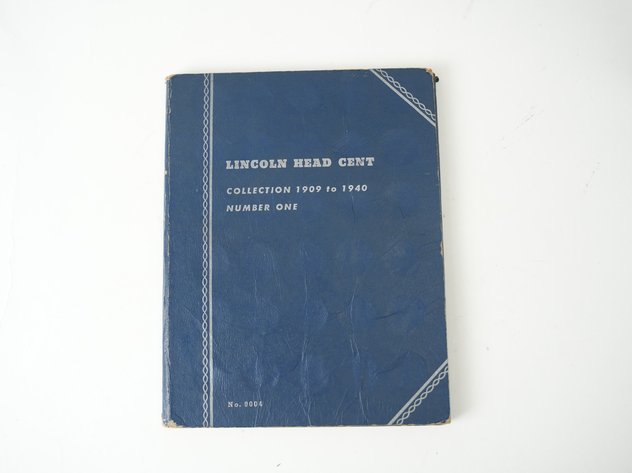 LINCOLN HEAD CENT
COLLECTION 1909 to 1940
NUMBER ONE
No. 9004